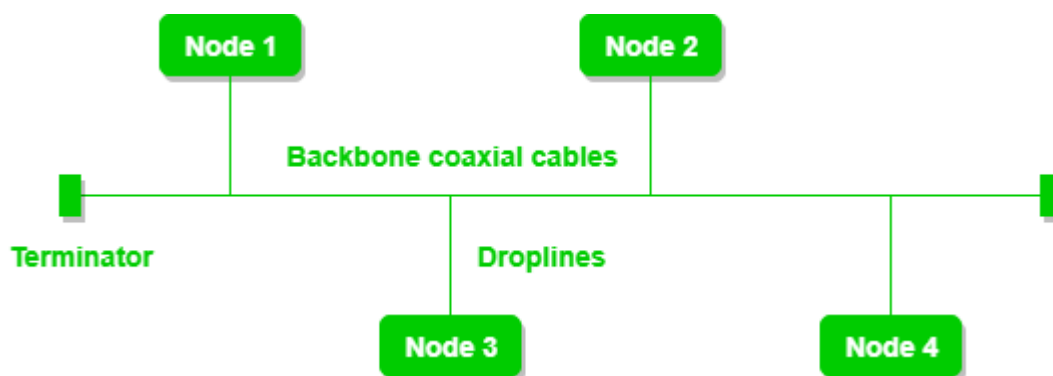 Node 1
Node 2
Backbone coaxial cables
Terminator
Droplines
Node 3
Node 4